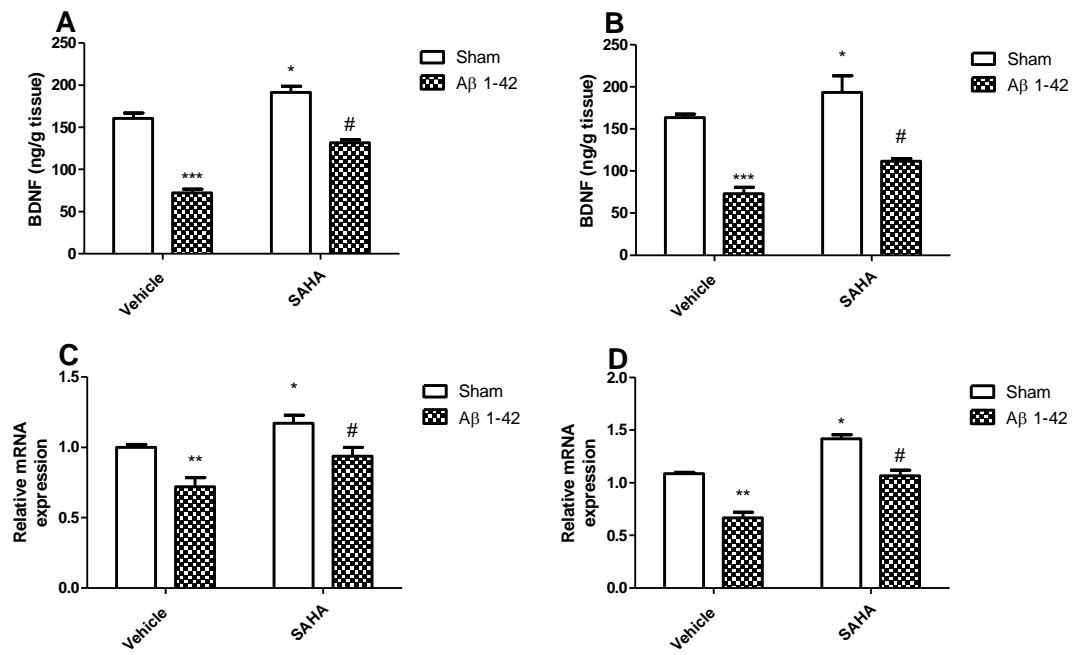 A
BDNF (ng/g tissue)
250
200
150
100
50
0
***
*
#
Vehicle
SAHA
Sham
Aβ 1-42
B
BDNF (ng/g tissue)
250
200
150
100
50
0
***
*
#
Vehicle
SAHA
Sham
Aβ 1-42
C
Relative mRNA
expression
1.5
1.0
0.5
0.0
**
*
#
Vehicle
SAHA
Sham
Aβ 1-42
D
Relative mRNA
expression
2.0
1.5
1.0
0.5
0.0
**
*
#
Vehicle
SAHA
Sham
Aβ 1-42